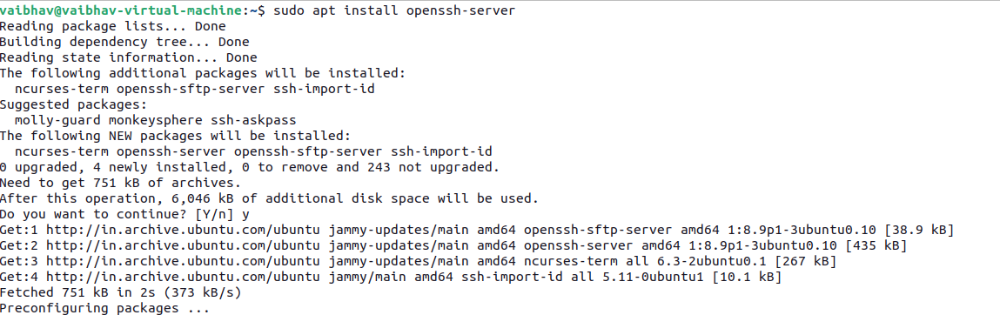 vaibhav@vaibhav-virtual-machine:~$ sudo apt install openssh-server
Reading package lists... Done
Building dependency tree... Done
Reading state information... Done
The following additional packages will be installed:
  ncurses-term openssh-sftp-server ssh-import-id
Suggested packages:
  molly-guard monkeysphere ssh-askpass
The following NEW packages will be installed:
  ncurses-term openssh-server openssh-sftp-server ssh-import-id
0 upgraded, 4 newly installed, 0 to remove and 243 not upgraded.
Need to get 751 kB of archives.
After this operation, 6,046 kB of additional disk space will be used.
Do you want to continue? [Y/n] y
Get:1 http://in.archive.ubuntu.com/ubuntu jammy-updates/main amd64 openssh-sftp-server amd64 1:8.9p1-3ubuntu0.10 [38.9 kB]
Get:2 http://in.archive.ubuntu.com/ubuntu jammy-updates/main amd64 openssh-server amd64 1:8.9p1-3ubuntu0.10 [435 kB]
Get:3 http://in.archive.ubuntu.com/ubuntu jammy-updates/main amd64 ncurses-term all 6.3-2ubuntu0.1 [267 kB]
Get:4 http://in.archive.ubuntu.com/ubuntu jammy/main amd64 ssh-import-id all 5.11-0ubuntu1 [10.1 kB]
Fetched 751 kB in 2s (373 kB/s)
Preconfiguring packages ...